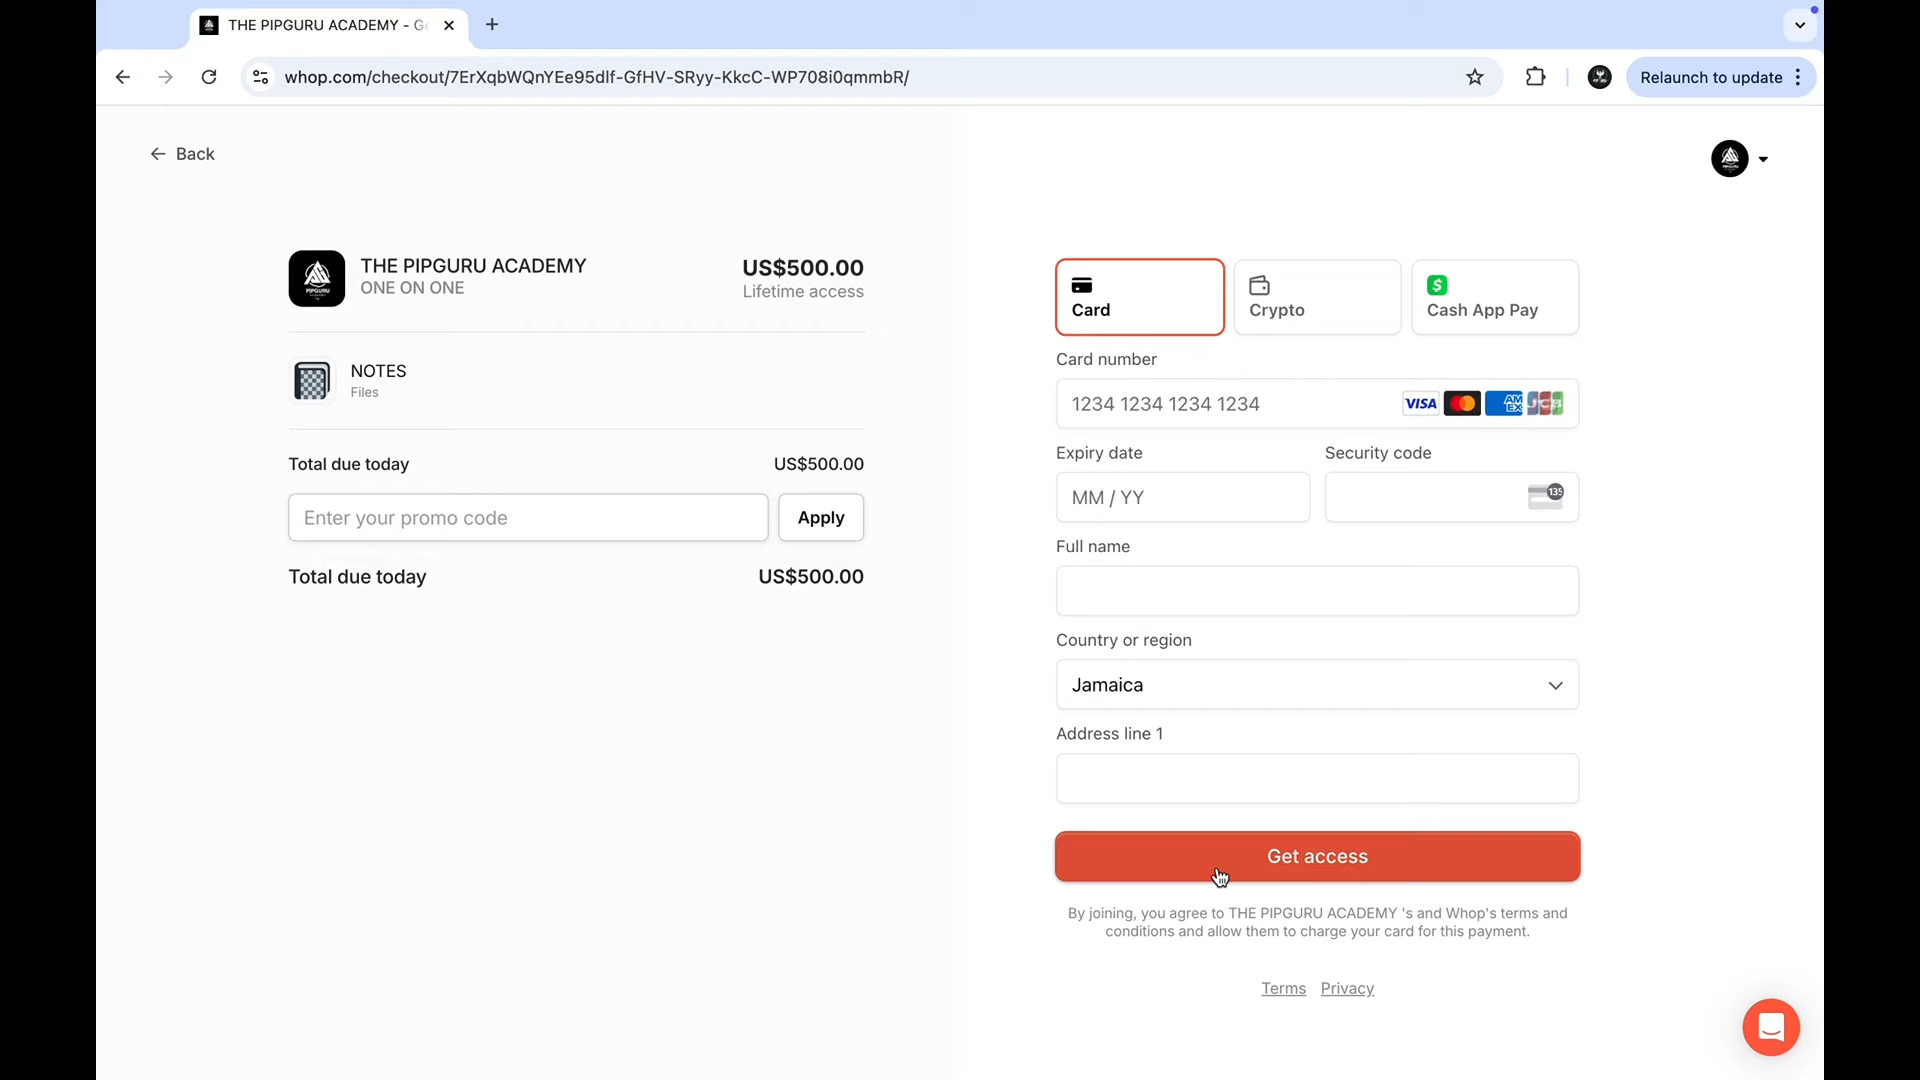 THE PIPGURU ACADEMY - G
whop.com/checkout/7ErXqbWQnYEe95dlf-GfHV-SRyy-KkcC-WP708i0qmmbR/
Relaunch to update
Back
THE PIPGURU ACADEMY
US$500.00
ONE ON ONE
Lifetime access
PIPGURU
NOTES
Files
Total due today
US$500.00
Enter your promo code
Apply
Total due today
US$500.00
Card
Crypto
Cash App Pay
Card number
1234 1234 1234 1234
VISA
AM
EX
JCB
Expiry date
Security code
MM / YY
135
Full name
Country or region
Jamaica
Address line 1
Get access
By joining, you agree to THE PIPGURU ACADEMY 's and Whop's terms and
conditions and allow them to charge your card for this payment.
Terms
Privacy